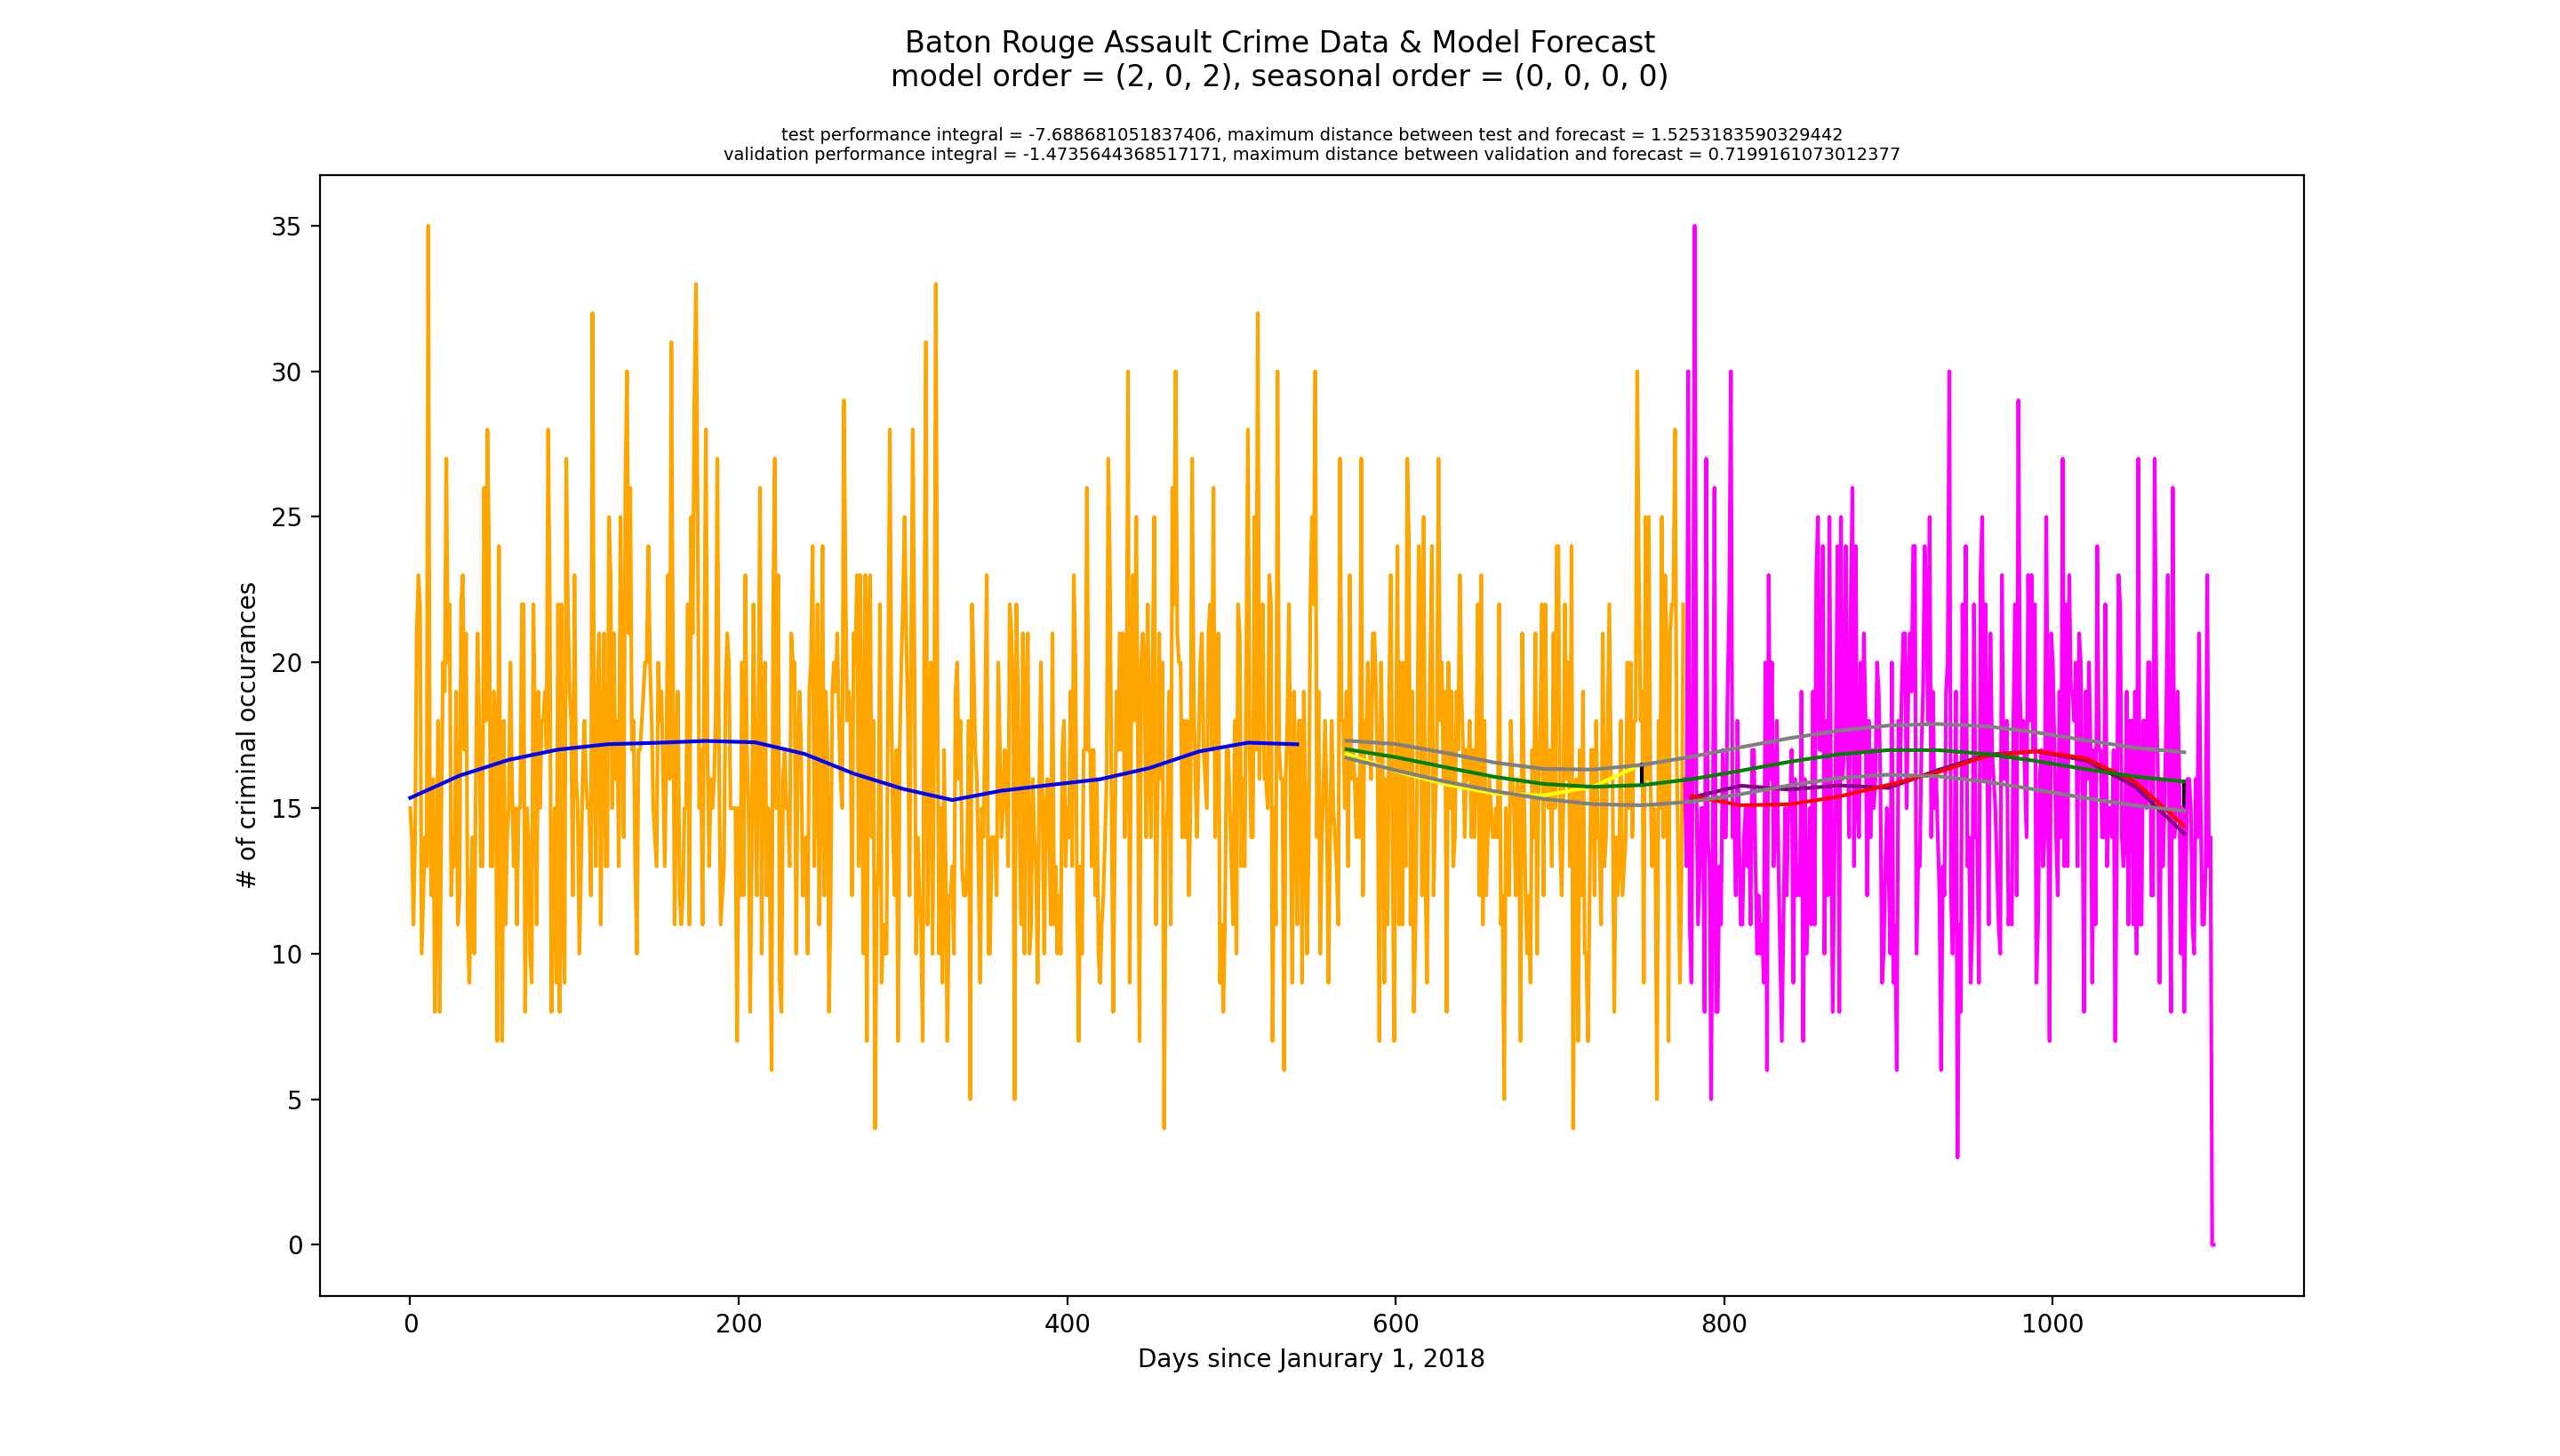 Baton Rouge Assault Crime Data & Model Forecast
model order = (2, 0, 2), seasonal order = (0, 0, 0, 0)
test performance integral = -7.688681051837406, maximum distance between test and forecast = 1.5253183590329442
validation performance integral = -1.4735644368517171, maximum distance between validation and forecast = 0.7199161073012377
35
30
25
20
15
10
5
0
# of criminal occurances
0
200
400
600
800
1000
Days since Janurary 1, 2018